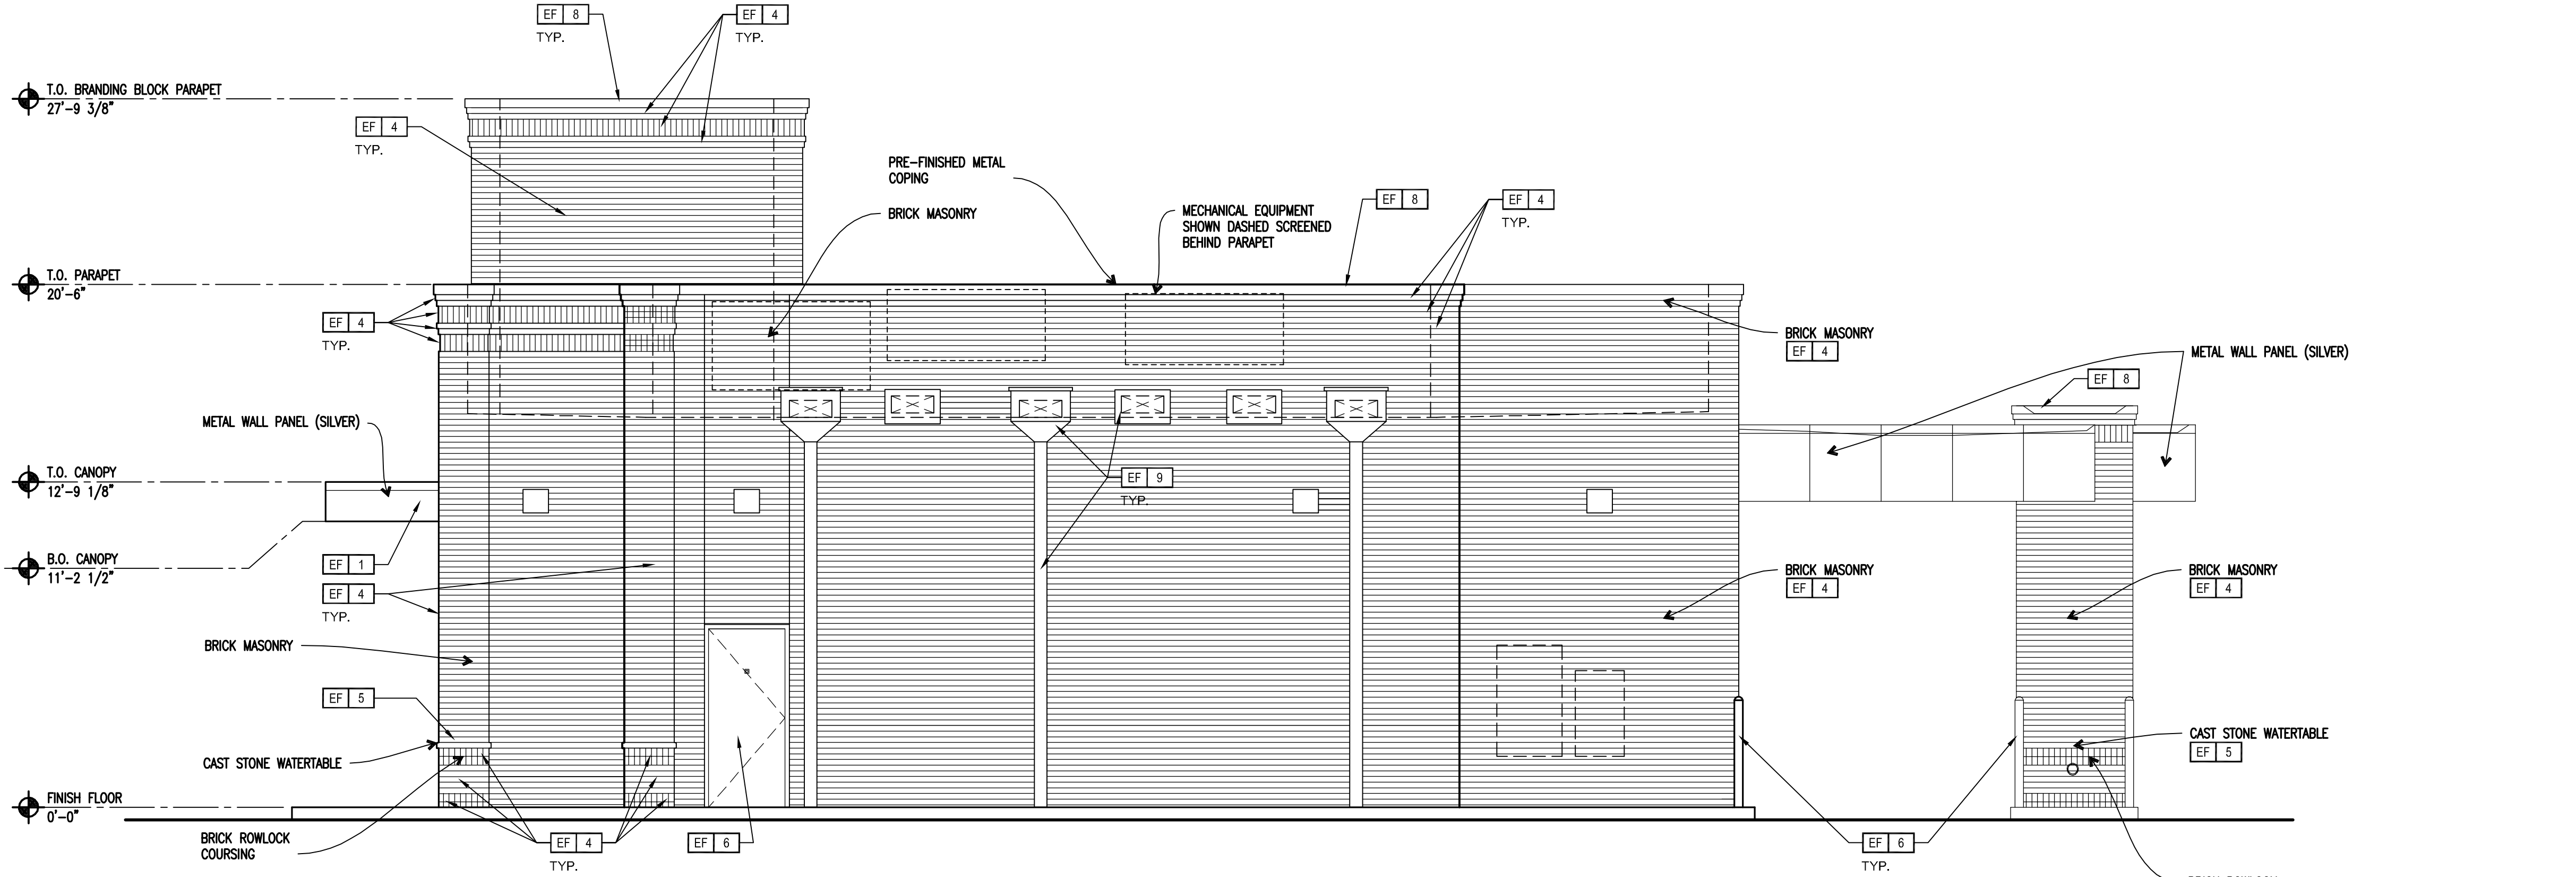 EF 8
TYP.
EF 4
TYP.
T.O. BRANDING BLOCK PARAPET
27'-9 3/8"
EF 4
TYP.
PRE-FINISHED METAL
COPING
BRICK MASONRY
MECHANICAL EQUIPMENT
SHOWN DASHED SCREENED
BEHIND PARAPET
EF 8
EF 4
TYP.
T.O. PARAPET
20'-6"
EF 4
TYP.
BRICK MASONRY
EF 4
METAL WALL PANEL (SILVER)
EF 8
METAL WALL PANEL (SILVER)
T.O. CANOPY
12'-9 1/8"
EF 9
TYP.
B.O. CANOPY
11'-2 1/2"
EF 1
EF 4
TYP.
BRICK MASONRY
EF 4
BRICK MASONRY
EF 4
BRICK MASONRY
EF 5
CAST STONE WATERTABLE
CAST STONE WATERTABLE
EF 5
FINISH FLOOR
0'-0"
BRICK ROWLOCK
COURSING
EF 4
TYP.
EF 6
EF 6
TYP.